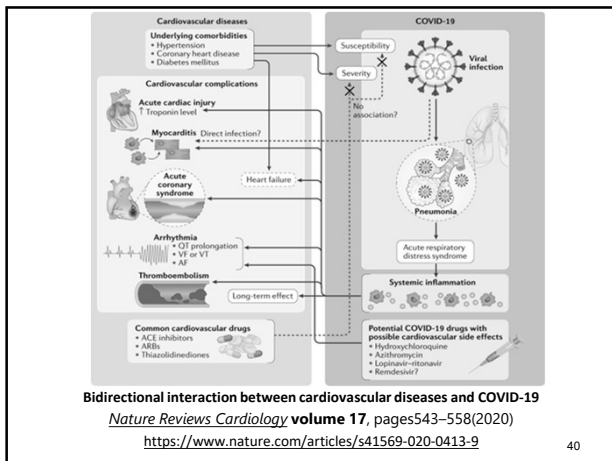 Cardiovascular diseases
Underlying comorbidities
• Hypertension
• Coronary heart disease
• Diabetes mellitus
Cardiovascular complications
Acute cardiac injury
↑ Troponin level
Myocarditis Direct infection?
Acute
coronary
syndrome
Heart failure
Arrhythmia
• QT prolongation
• VF or VT
• AF
Thromboembolism
Long-term effect
Common cardiovascular drugs
• ACE inhibitors
• ARBs
• Thiazolidinediones
COVID-19
Susceptibility
Severity
No
association?
Viral
infection
Pneumonia
Acute respiratory
distress syndrome
Systemic inflammation
Potential COVID-19 drugs with
possible cardiovascular side effects
• Hydroxychloroquine
• Azithromycin
• Lopinavir–ritonavir
• Remdesivir?
Bidirectional interaction between cardiovascular diseases and COVID-19
Nature Reviews Cardiology volume 17, pages543–558(2020)
https://www.nature.com/articles/s41569-020-0413-9
40